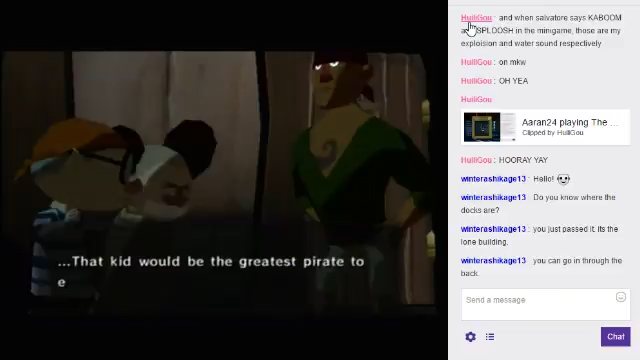 ...That kid would be the greatest pirate to
e
HulliGou: and when salvatore says KABOOM
SPLOOSH in the minigame, those are my
exploision and water sound respectively
HulliGou: on mkw
HulliGou: OH YEA
HulliGou
Aaran24 playing The ...
Clipped by HulliGou
HulliGou: HOORAY YAY
winterashikage13: Hello!
winterashikage13: Do you know where the
docks are?
winterashikage13: you just passed it. its the
lone building.
winterashikage13: you can go in through the
back.
Send a message
Chat